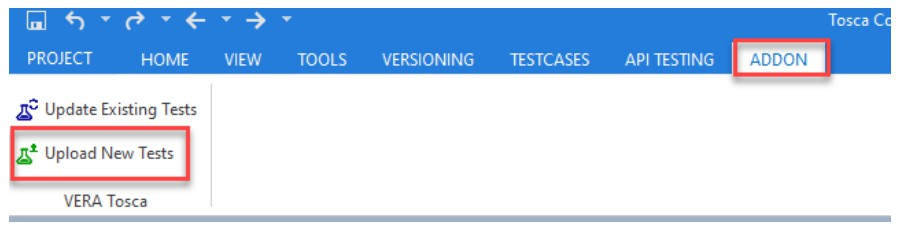 Tosca Co
PROJECT HOME VIEW TOOLS VERSIONING TESTCASES API TESTING ADDON
Update Existing Tests
Upload New Tests
VERA Tosca